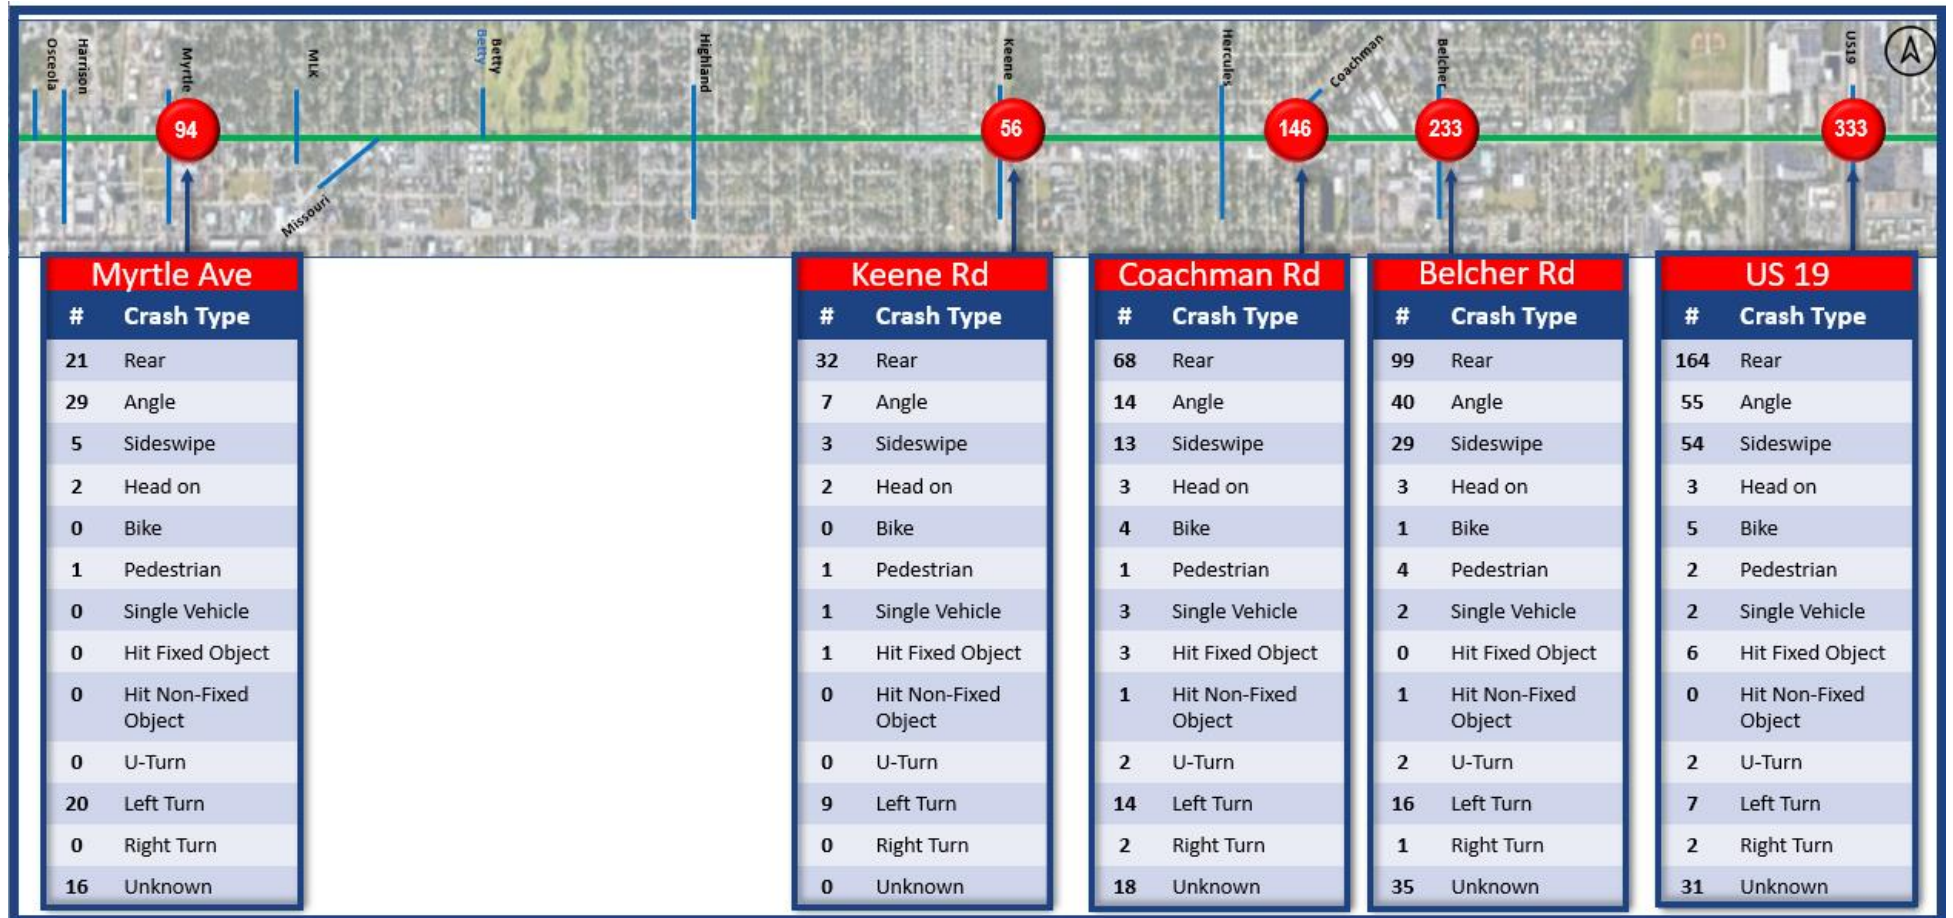 Osceola
Harrison
Myrtle
MLK
Missouri
Betty
Betty
Highland
Keene
Hercules
Coachman
Belcher
US19
A
94
56
146
233
333
Myrtle Ave
# Crash Type
21 Rear
29 Angle
5 Sideswipe
2 Head on
0 Bike
1 Pedestrian
0 Single Vehicle
0 Hit Fixed Object
0 Hit Non-Fixed
Object
0 U-Turn
20 Left Turn
0 Right Turn
16 Unknown
Keene Rd
# Crash Type
32 Rear
7 Angle
3 Sideswipe
2 Head on
0 Bike
1 Pedestrian
1 Single Vehicle
1 Hit Fixed Object
0 Hit Non-Fixed
Object
0 U-Turn
9 Left Turn
0 Right Turn
0 Unknown
Coachman Rd
# Crash Type
68 Rear
14 Angle
13 Sideswipe
3 Head on
4 Bike
1 Pedestrian
3 Single Vehicle
3 Hit Fixed Object
1 Hit Non-Fixed
Object
2 U-Turn
14 Left Turn
2 Right Turn
18 Unknown
Belcher Rd
# Crash Type
99 Rear
40 Angle
29 Sideswipe
3 Head on
1 Bike
4 Pedestrian
2 Single Vehicle
0 Hit Fixed Object
1 Hit Non-Fixed
Object
2 U-Turn
16 Left Turn
1 Right Turn
35 Unknown
US 19
# Crash Type
164 Rear
55 Angle
54 Sideswipe
3 Head on
5 Bike
2 Pedestrian
2 Single Vehicle
6 Hit Fixed Object
0 Hit Non-Fixed
Object
2 U-Turn
7 Left Turn
2 Right Turn
31 Unknown